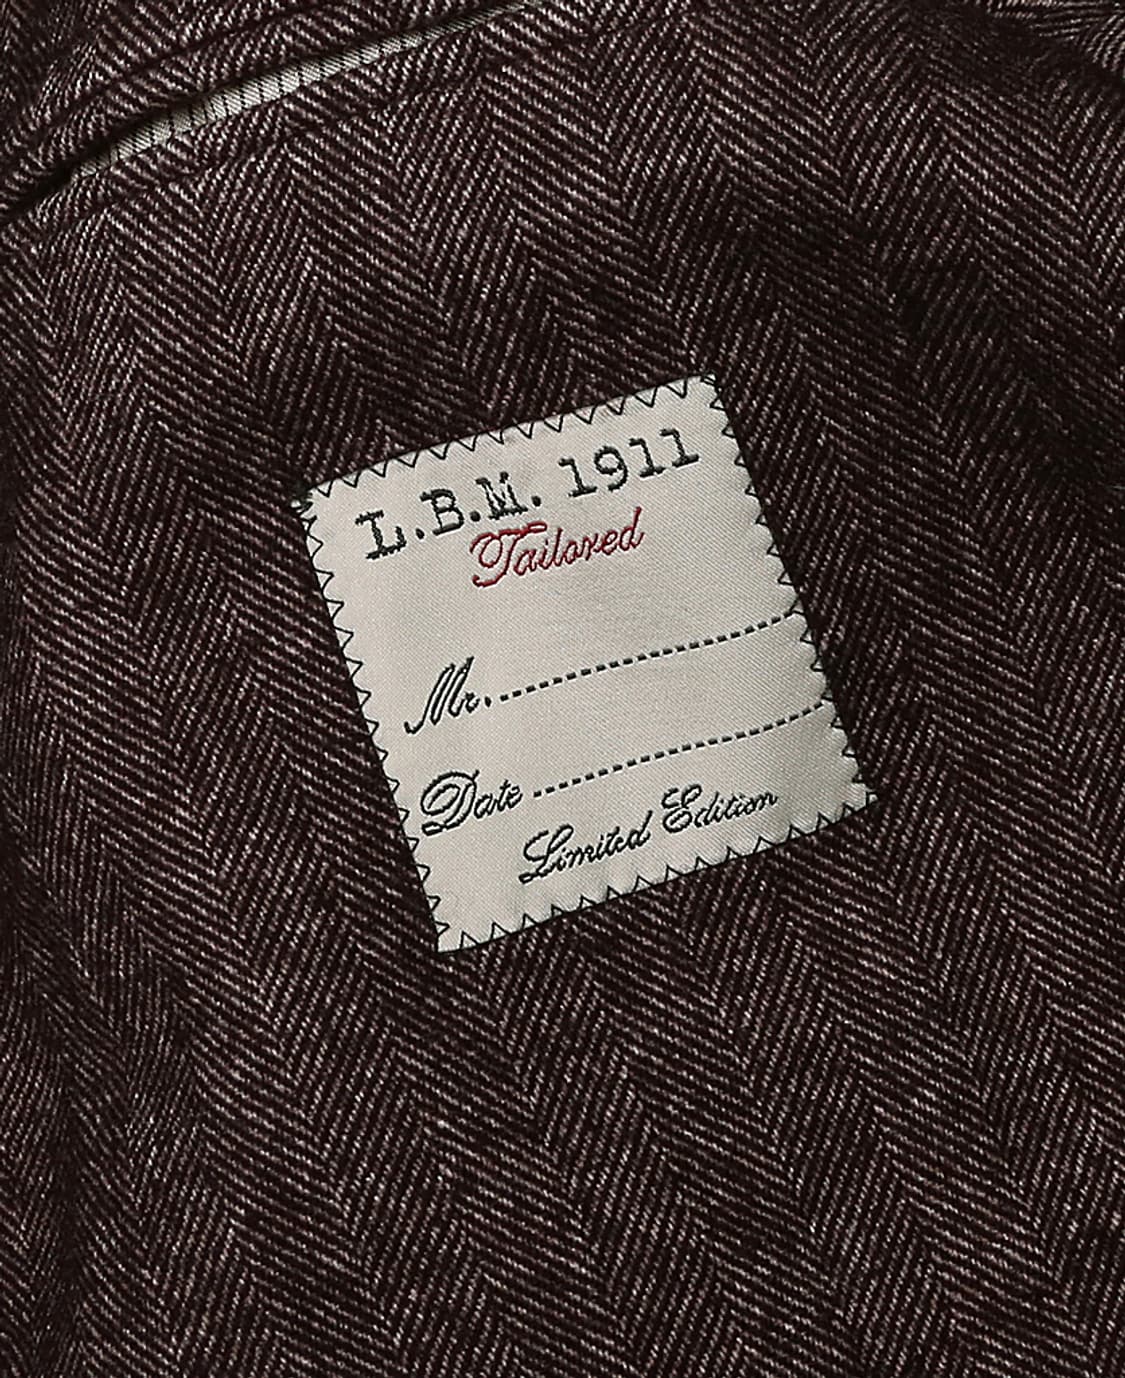 L.B.M. 1911
Tailored
Mr.
Date
Limited Edition